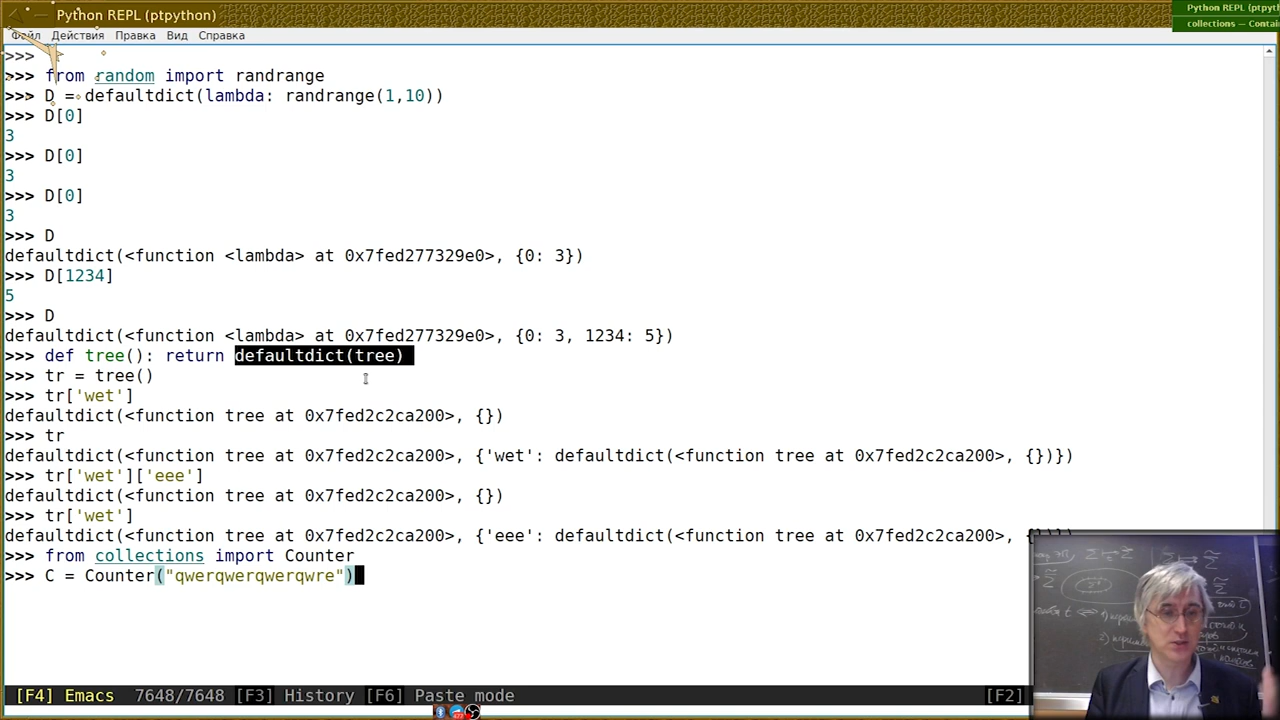 Python REPL (ptpython)
Python REPL (ptpyt
collections — Contai
Файл Действия Правка Вид Справка
>>>
>>> from random import randrange
>>> D = defaultdict(lambda: randrange(1,10))
>>> D[0]
3
>>> D[0]
3
>>> D[0]
3
>>> D
defaultdict(<function <lambda> at 0x7fed277329e0>, {0: 3})
>>> D[1234]
5
>>> D
defaultdict(<function <lambda> at 0x7fed277329e0>, {0: 3, 1234: 5})
>>> def tree(): return defaultdict(tree)
>>> tr = tree()
>>> tr['wet']
defaultdict(<function tree at 0x7fed2c2ca200>, {})
>>> tr
defaultdict(<function tree at 0x7fed2c2ca200>, {'wet': defaultdict(<function tree at 0x7fed2c2ca200>, {})})
>>> tr['wet']['eee']
defaultdict(<function tree at 0x7fed2c2ca200>, {})
>>> tr['wet']
defaultdict(<function tree at 0x7fed2c2ca200>, {'eee': defaultdict(<function tree at 0x7fed2c2ca200>, {})})
>>> from collections import Counter
>>> C = Counter("qwerqwerqwerqwre")
[F4] Emacs 7648/7648 [F3] History [F6] Paste mode [F2]